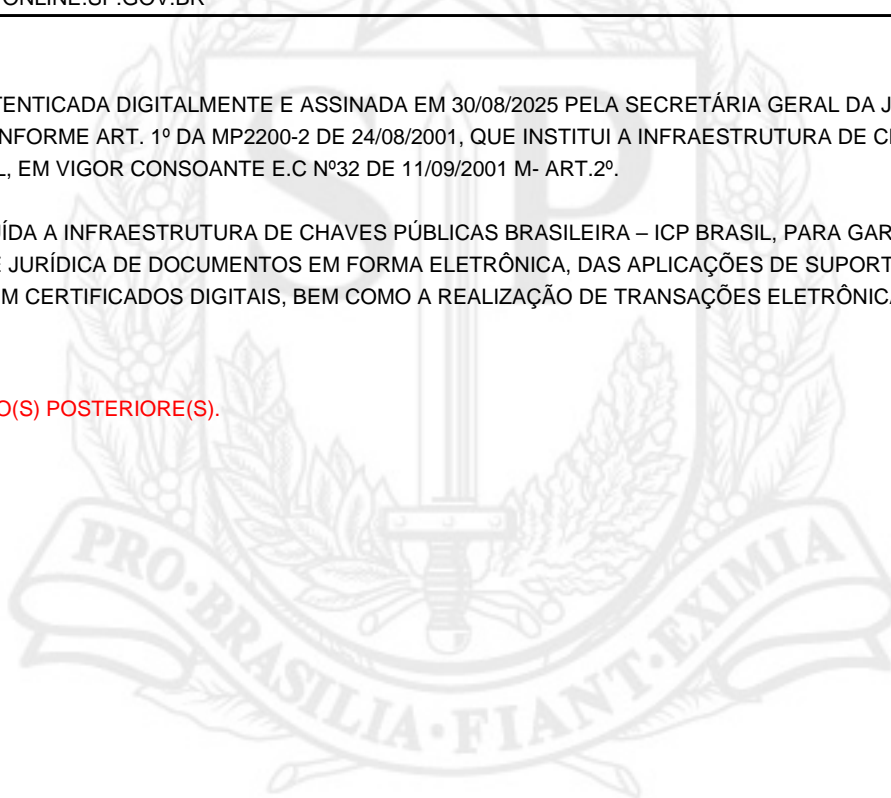 ONLINE.SP.GOV.BR
TENTICADA DIGITALMENTE E ASSINADA EM 30/08/2025 PELA SECRETÁRIA GERAL DA J
NFORME ART. 1º DA MP2200-2 DE 24/08/2001, QUE INSTITUI A INFRAESTRUTURA DE C
L, EM VIGOR CONSOANTE E.C Nº32 DE 11/09/2001 M- ART.2º.
ÍDA A INFRAESTRUTURA DE CHAVES PÚBLICAS BRASILEIRA – ICP BRASIL, PARA GAR
E JURÍDICA DE DOCUMENTOS EM FORMA ELETRÔNICA, DAS APLICAÇÕES DE SUPORT
M CERTIFICADOS DIGITAIS, BEM COMO A REALIZAÇÃO DE TRANSAÇÕES ELETRÔNICA
O(S) POSTERIORE(S).
SP
PRO·BRASILIA·FIANT·EXIMIA